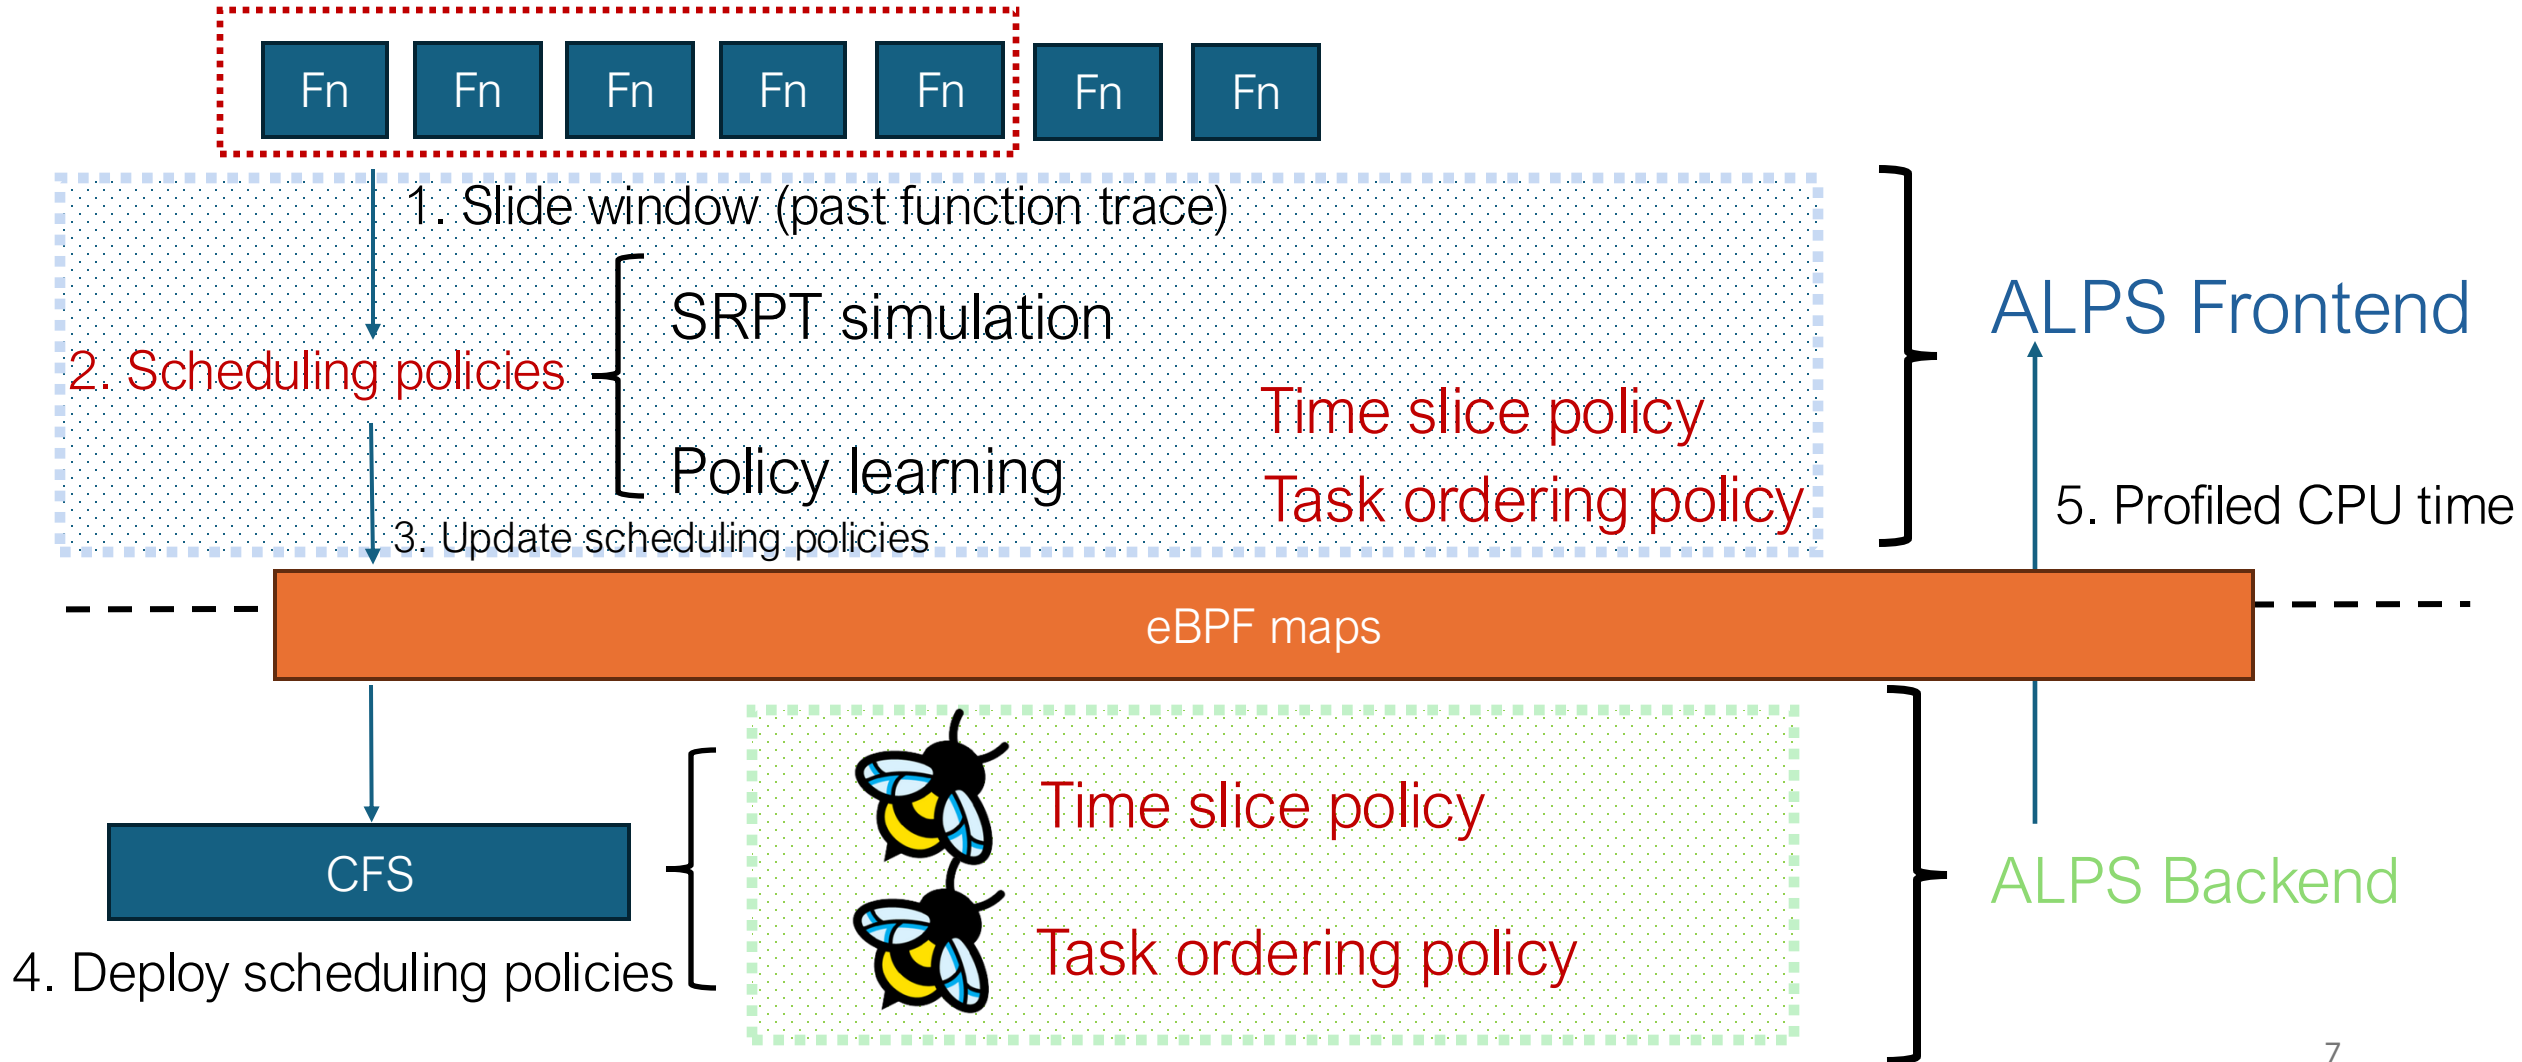 Fn Fn Fn Fn Fn Fn Fn
1. Slide window (past function trace)
SRPT simulation
ALPS Frontend
2. Scheduling policies
Time slice policy
Policy learning
Task ordering policy
5. Profiled CPU time
3. Update scheduling policies
eBPF maps
Time slice policy
CFS
ALPS Backend
Task ordering policy
4. Deploy scheduling policies
7